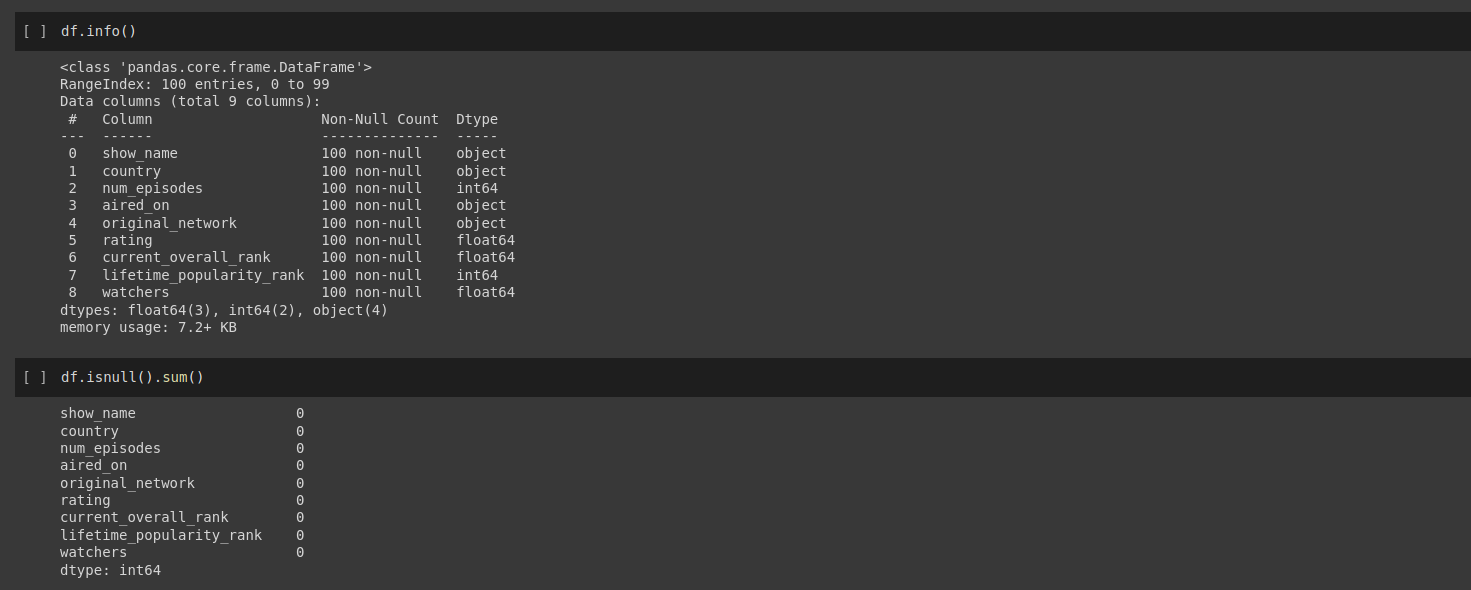 [ ] df.info()
<class 'pandas.core.frame.DataFrame'>
RangeIndex: 100 entries, 0 to 99
Data columns (total 9 columns):
 #   Column                    Non-Null Count  Dtype
---  ------                    --------------  -----
 0   show_name                 100 non-null    object
 1   country                   100 non-null    object
 2   num_episodes              100 non-null    int64
 3   aired_on                  100 non-null    object
 4   original_network          100 non-null    object
 5   rating                    100 non-null    float64
 6   current_overall_rank      100 non-null    float64
 7   lifetime_popularity_rank  100 non-null    int64
 8   watchers                  100 non-null    float64
dtypes: float64(3), int64(2), object(4)
memory usage: 7.2+ KB
[ ] df.isnull().sum()
show_name                   0
country                     0
num_episodes                0
aired_on                    0
original_network            0
rating                      0
current_overall_rank        0
lifetime_popularity_rank    0
watchers                    0
dtype: int64